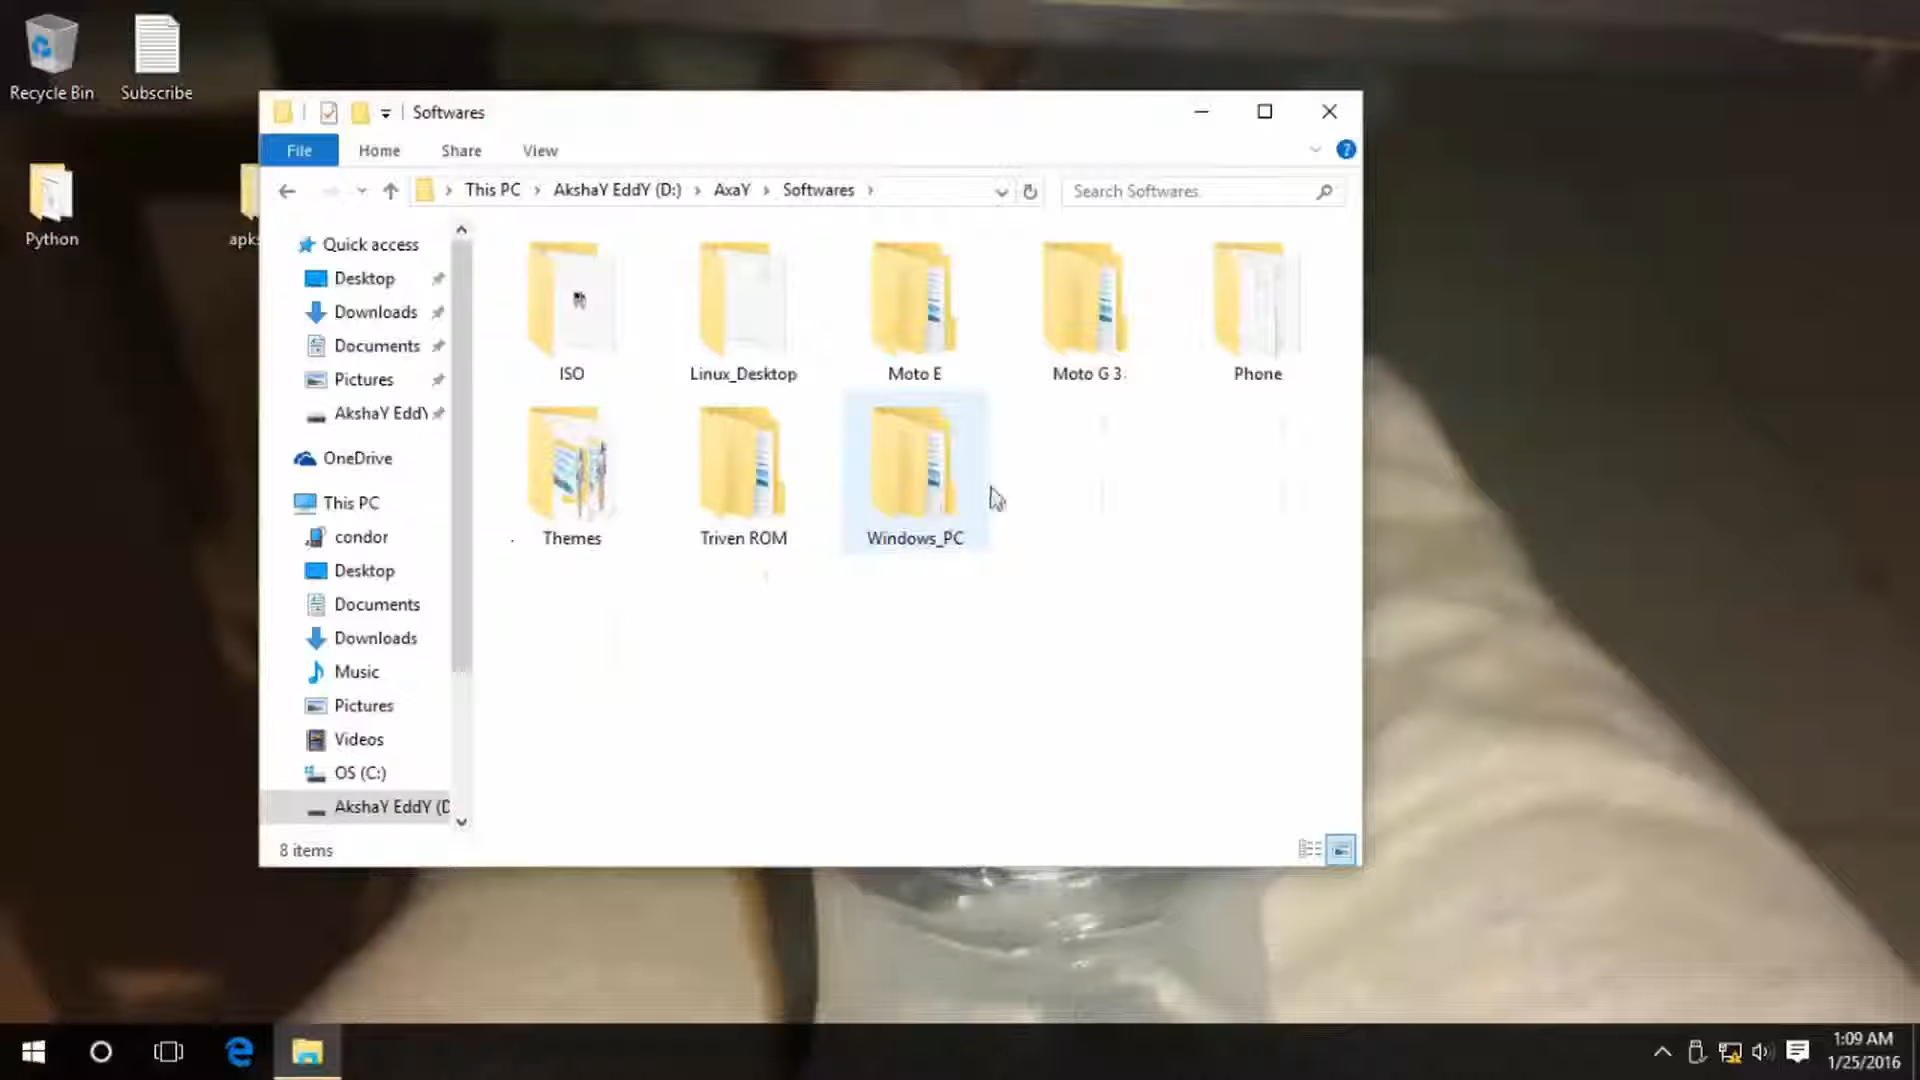 Recycle Bin
Subscribe
Python
apks
Softwares
File
Home
Share
View
This PC
AkshaY EddY (D:)
AxaY
Softwares
Search Softwares
Quick access
Desktop
Downloads
Documents
Pictures
AkshaY EddY
OneDrive
This PC
condor
Desktop
Documents
Downloads
Music
Pictures
Videos
OS (C:)
AkshaY EddY (D
ISO
Linux_Desktop
Moto E
Moto G 3
Phone
Themes
Triven ROM
Windows_PC
8 items
1:09 AM
1/25/2016